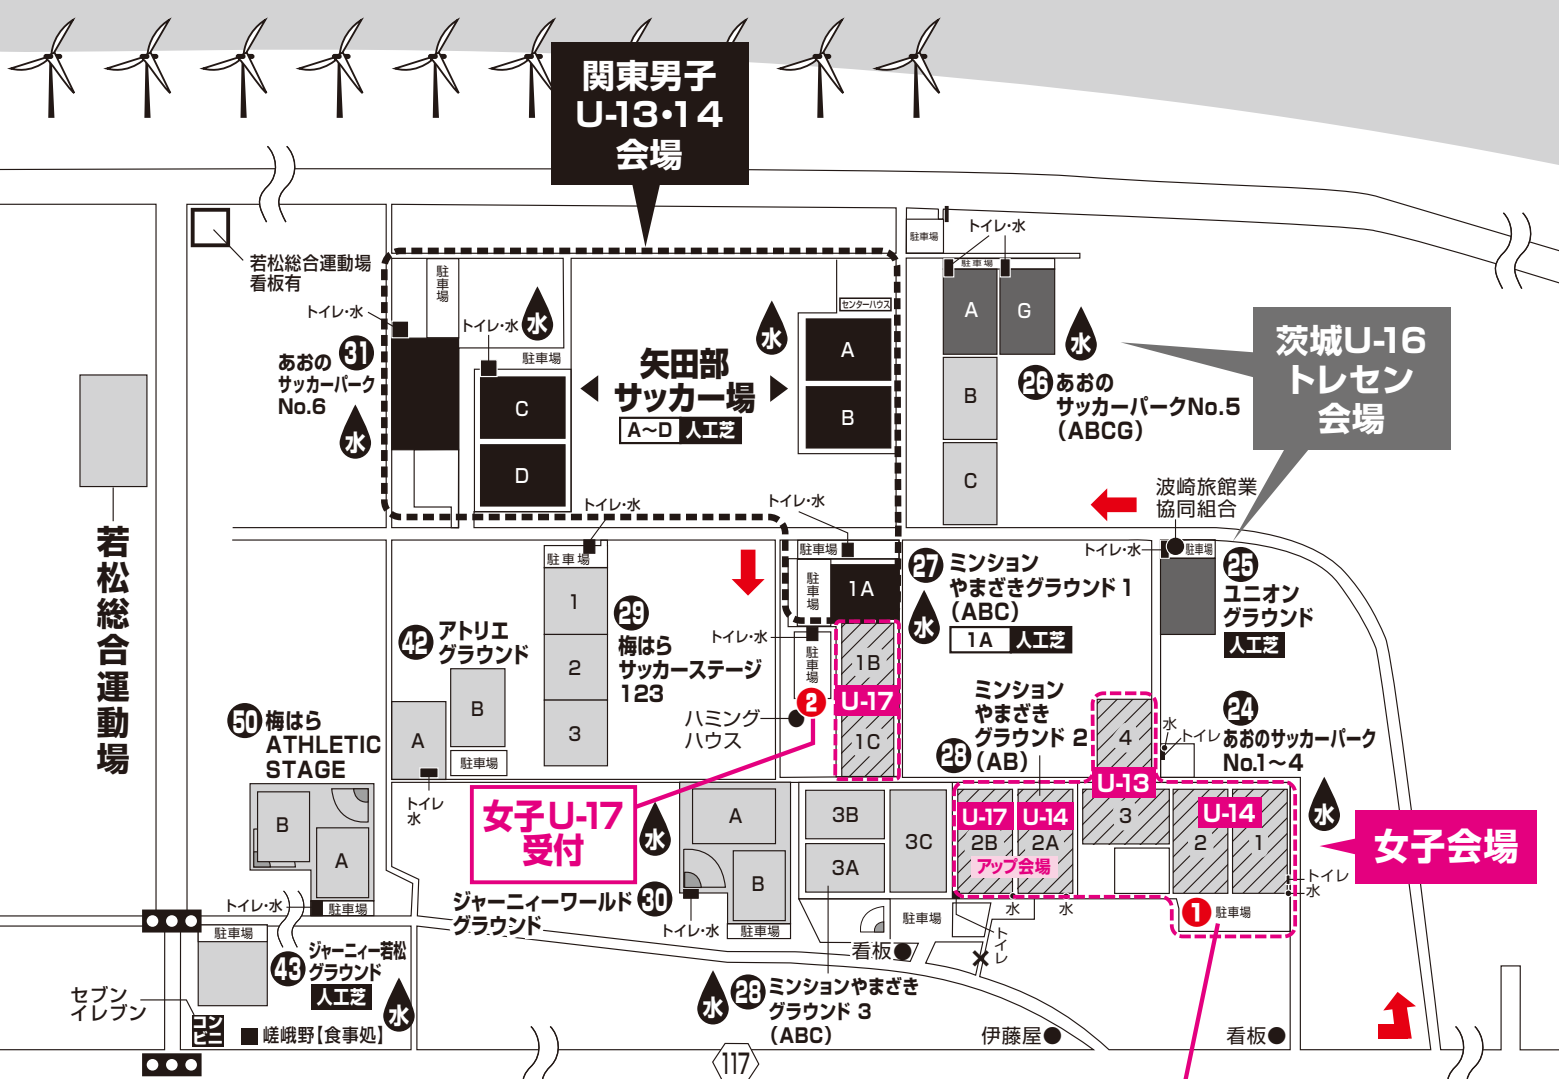 関東男子
U-13・14
会場
若松総合運動場
看板有
トイレ・水
駐車場
トイレ・水
水
駐車場
31
あおの
サッカーパーク
No.6
水
C
D
矢田部
サッカー場
A～D 人工芝
水
センターハウス
A
B
駐車場
トイレ・水
駐車場
A
G
B
C
水
26
あおの
サッカーパークNo.5
(ABCG)
茨城U-16
トレセン
会場
波崎旅館業
協同組合
トイレ・水
駐車場
25
ユニオン
グラウンド
人工芝
若松総合運動場
トイレ・水
駐車場
1
2
3
29
梅はら
サッカーステージ
123
42
アトリエ
グラウンド
B
A
駐車場
トイレ
水
トイレ・水
駐車場
駐車場
1A
トイレ・水
駐車場
1B
U-17
1C
2
ハミング
ハウス
27
ミンション
やまざきグラウンド1
(ABC)
1A 人工芝
水
ミンション
やまざき
グラウンド 2
(AB)
28
4
水
トイレ
24
あおのサッカーパーク
No.1～4
水
U-13
3
U-14
2
1
トイレ
水
女子会場
1
駐車場
U-17
2B
U-14
2A
アップ会場
水
水
50
梅はら
ATHLETIC
STAGE
B
A
トイレ・水
駐車場
女子U-17
受付
水
A
B
ジャーニィーワールド
グラウンド
30
トイレ・水
駐車場
3B
3A
3C
駐車場
トイレ
看板
水
28
ミンションやまざき
グラウンド 3
(ABC)
駐車場
43
ジャーニィー若松
グラウンド
人工芝
水
セブン
イレブン
コン
ビニ
嵯峨野【食事処】
117
伊藤屋
看板